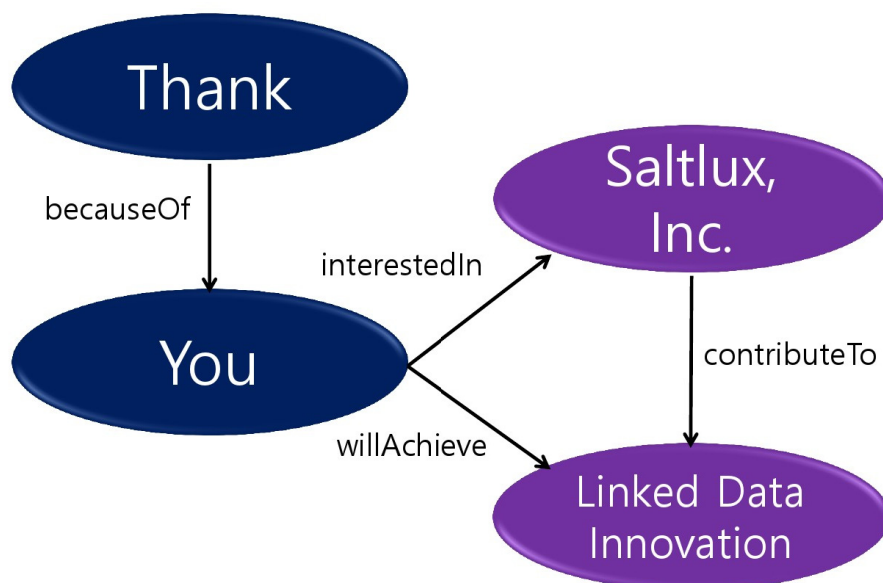 Thank
becauseOf
You
interestedIn
willAchieve
Saltlux,
Inc.
contributeTo
Linked Data
Innovation